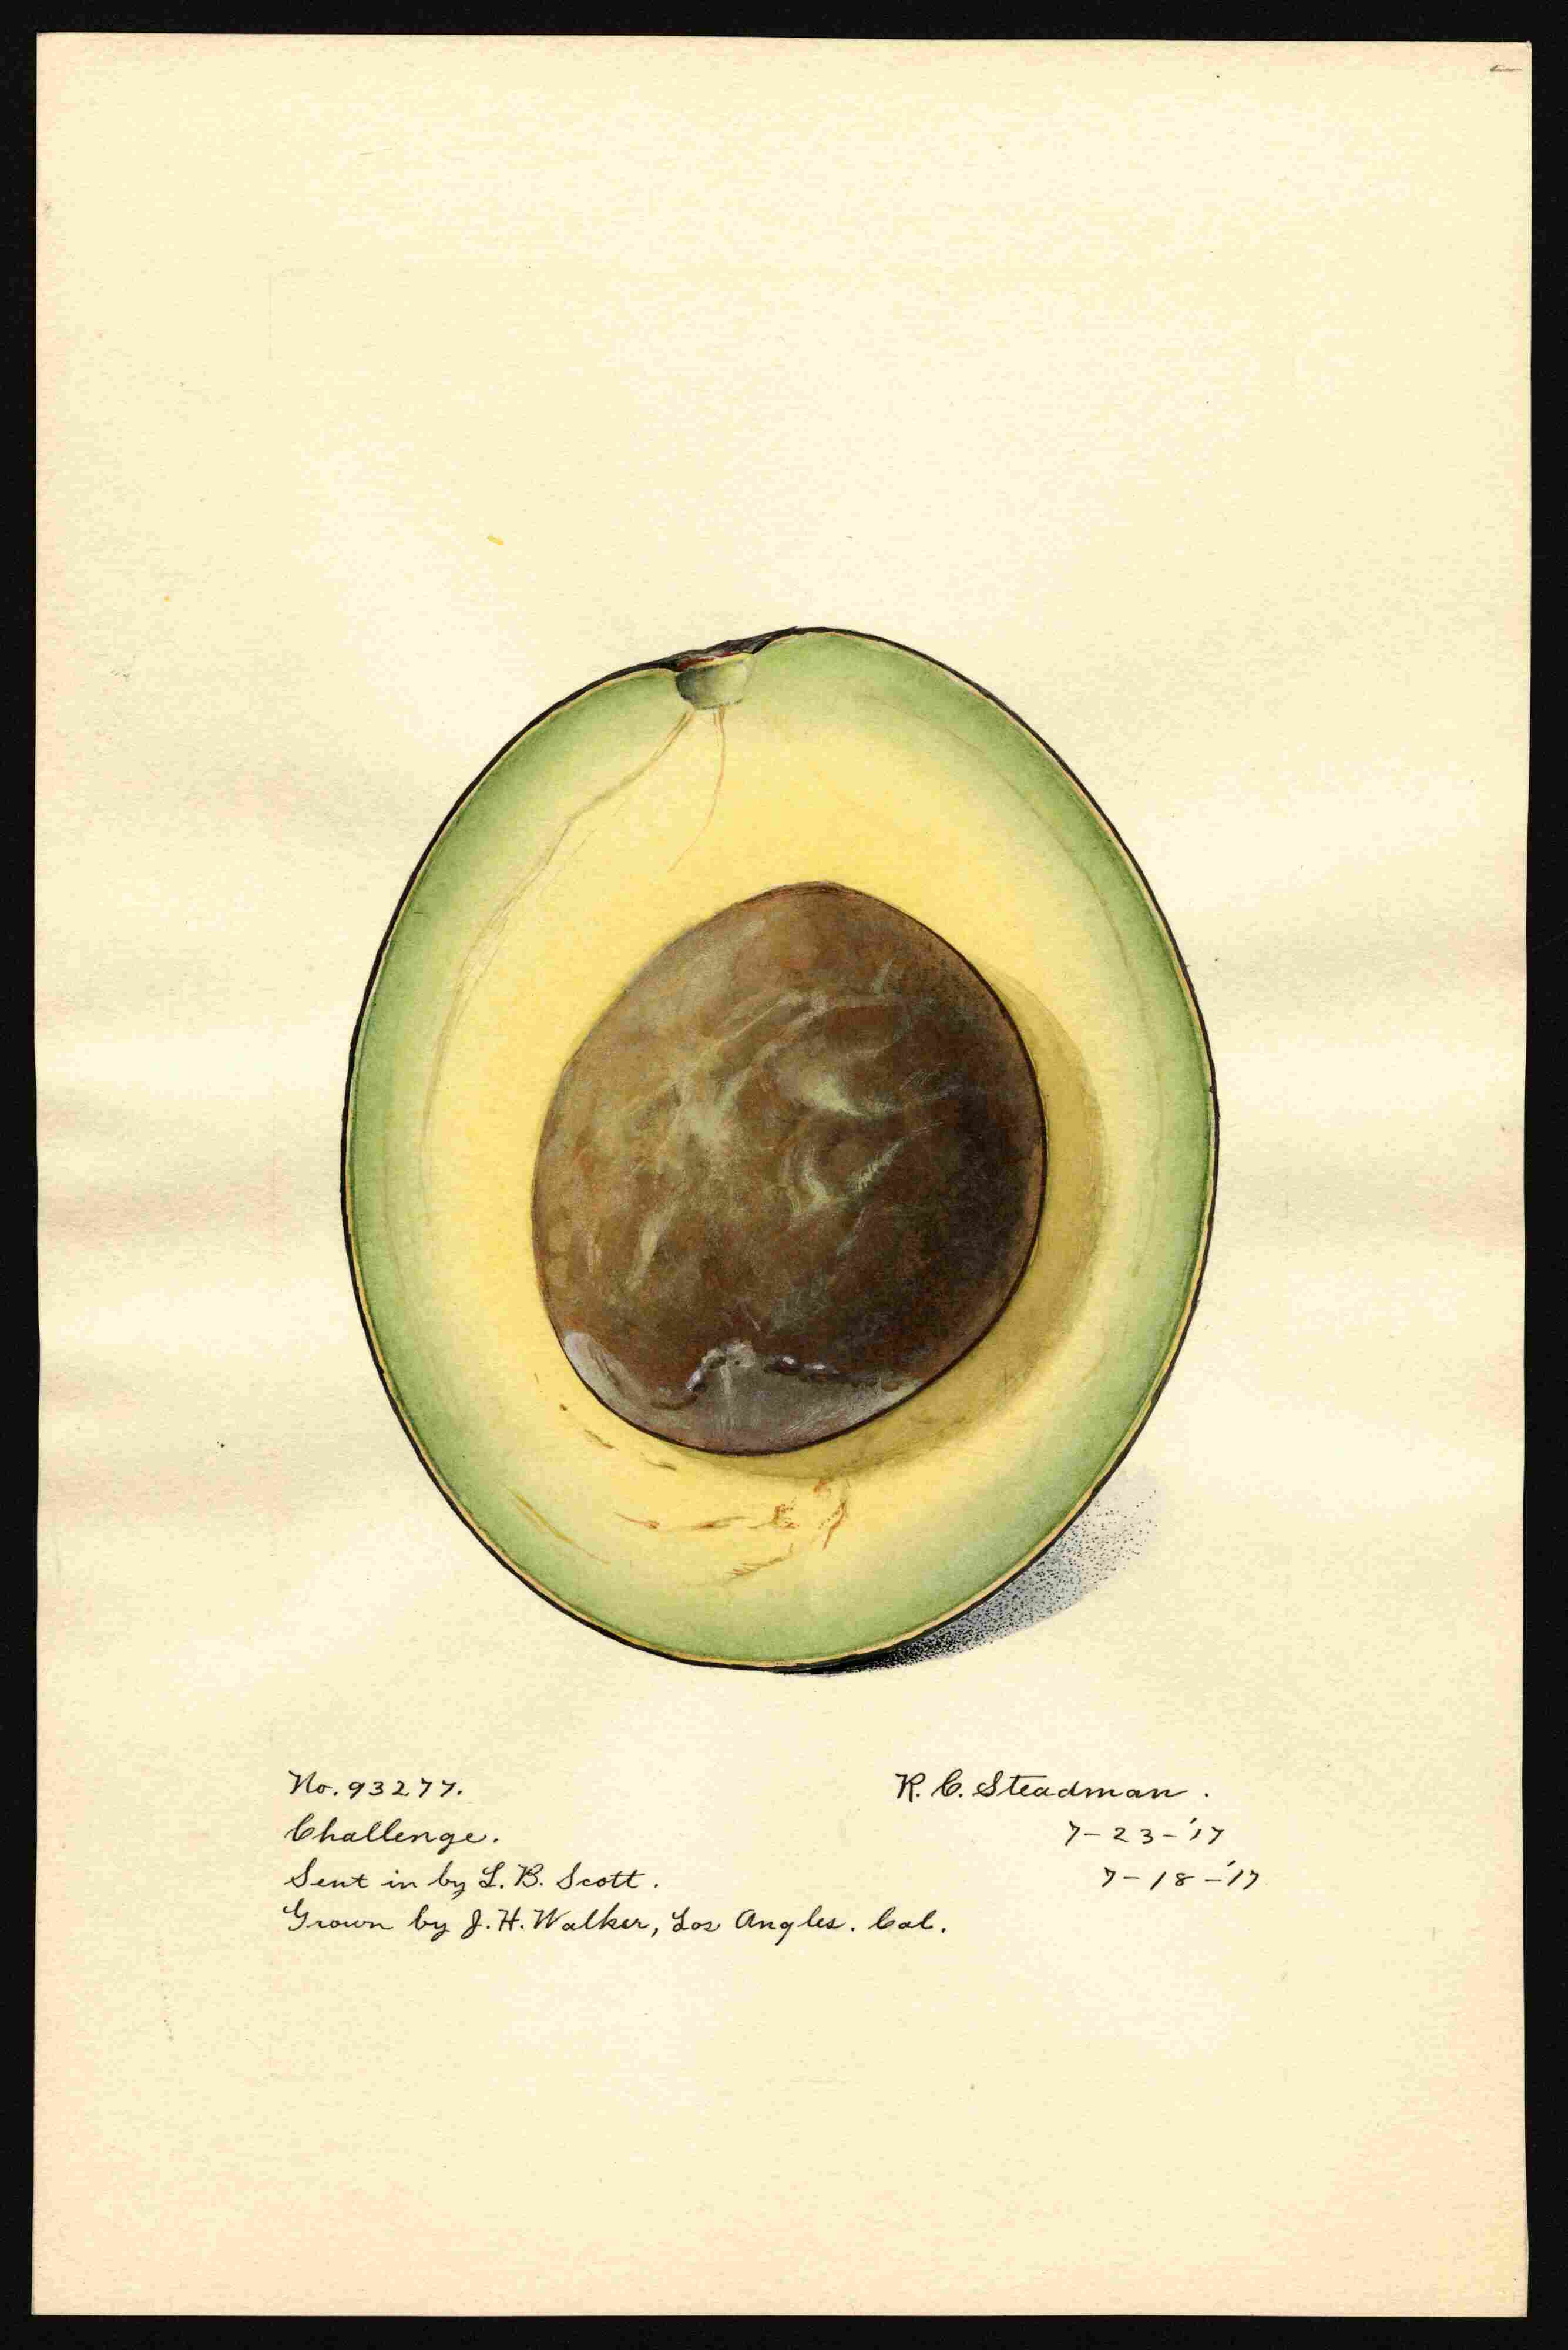 No. 93277.
Challenge.
Sent in by L. B. Scott.
Grown by J. H. Walker, Los Angles. Cal.
R. C. Steadman.
7-23-'17
7-18-'17